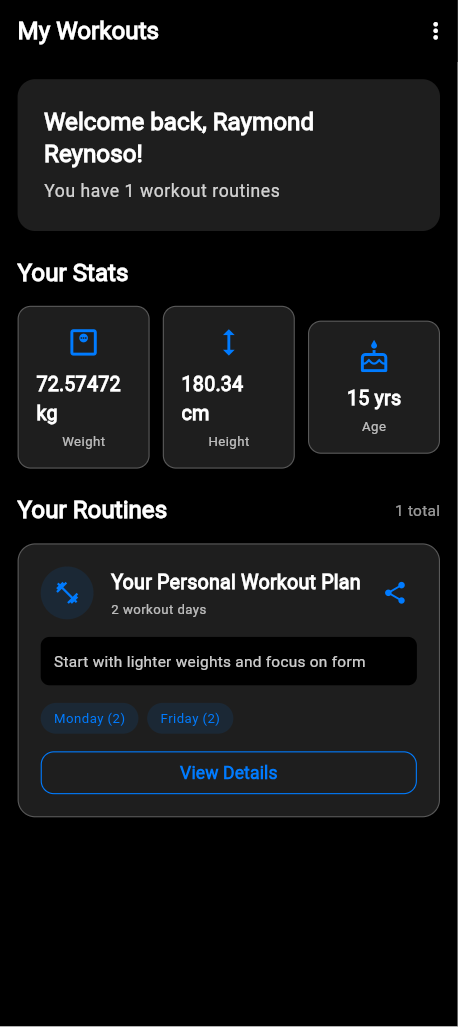 My Workouts
Welcome back, Raymond
Reynoso!
You have 1 workout routines
Your Stats
72.57472
kg
Weight
180.34
cm
Height
15 yrs
Age
Your Routines
1 total
Your Personal Workout Plan
2 workout days
Start with lighter weights and focus on form
Monday (2)
Friday (2)
View Details